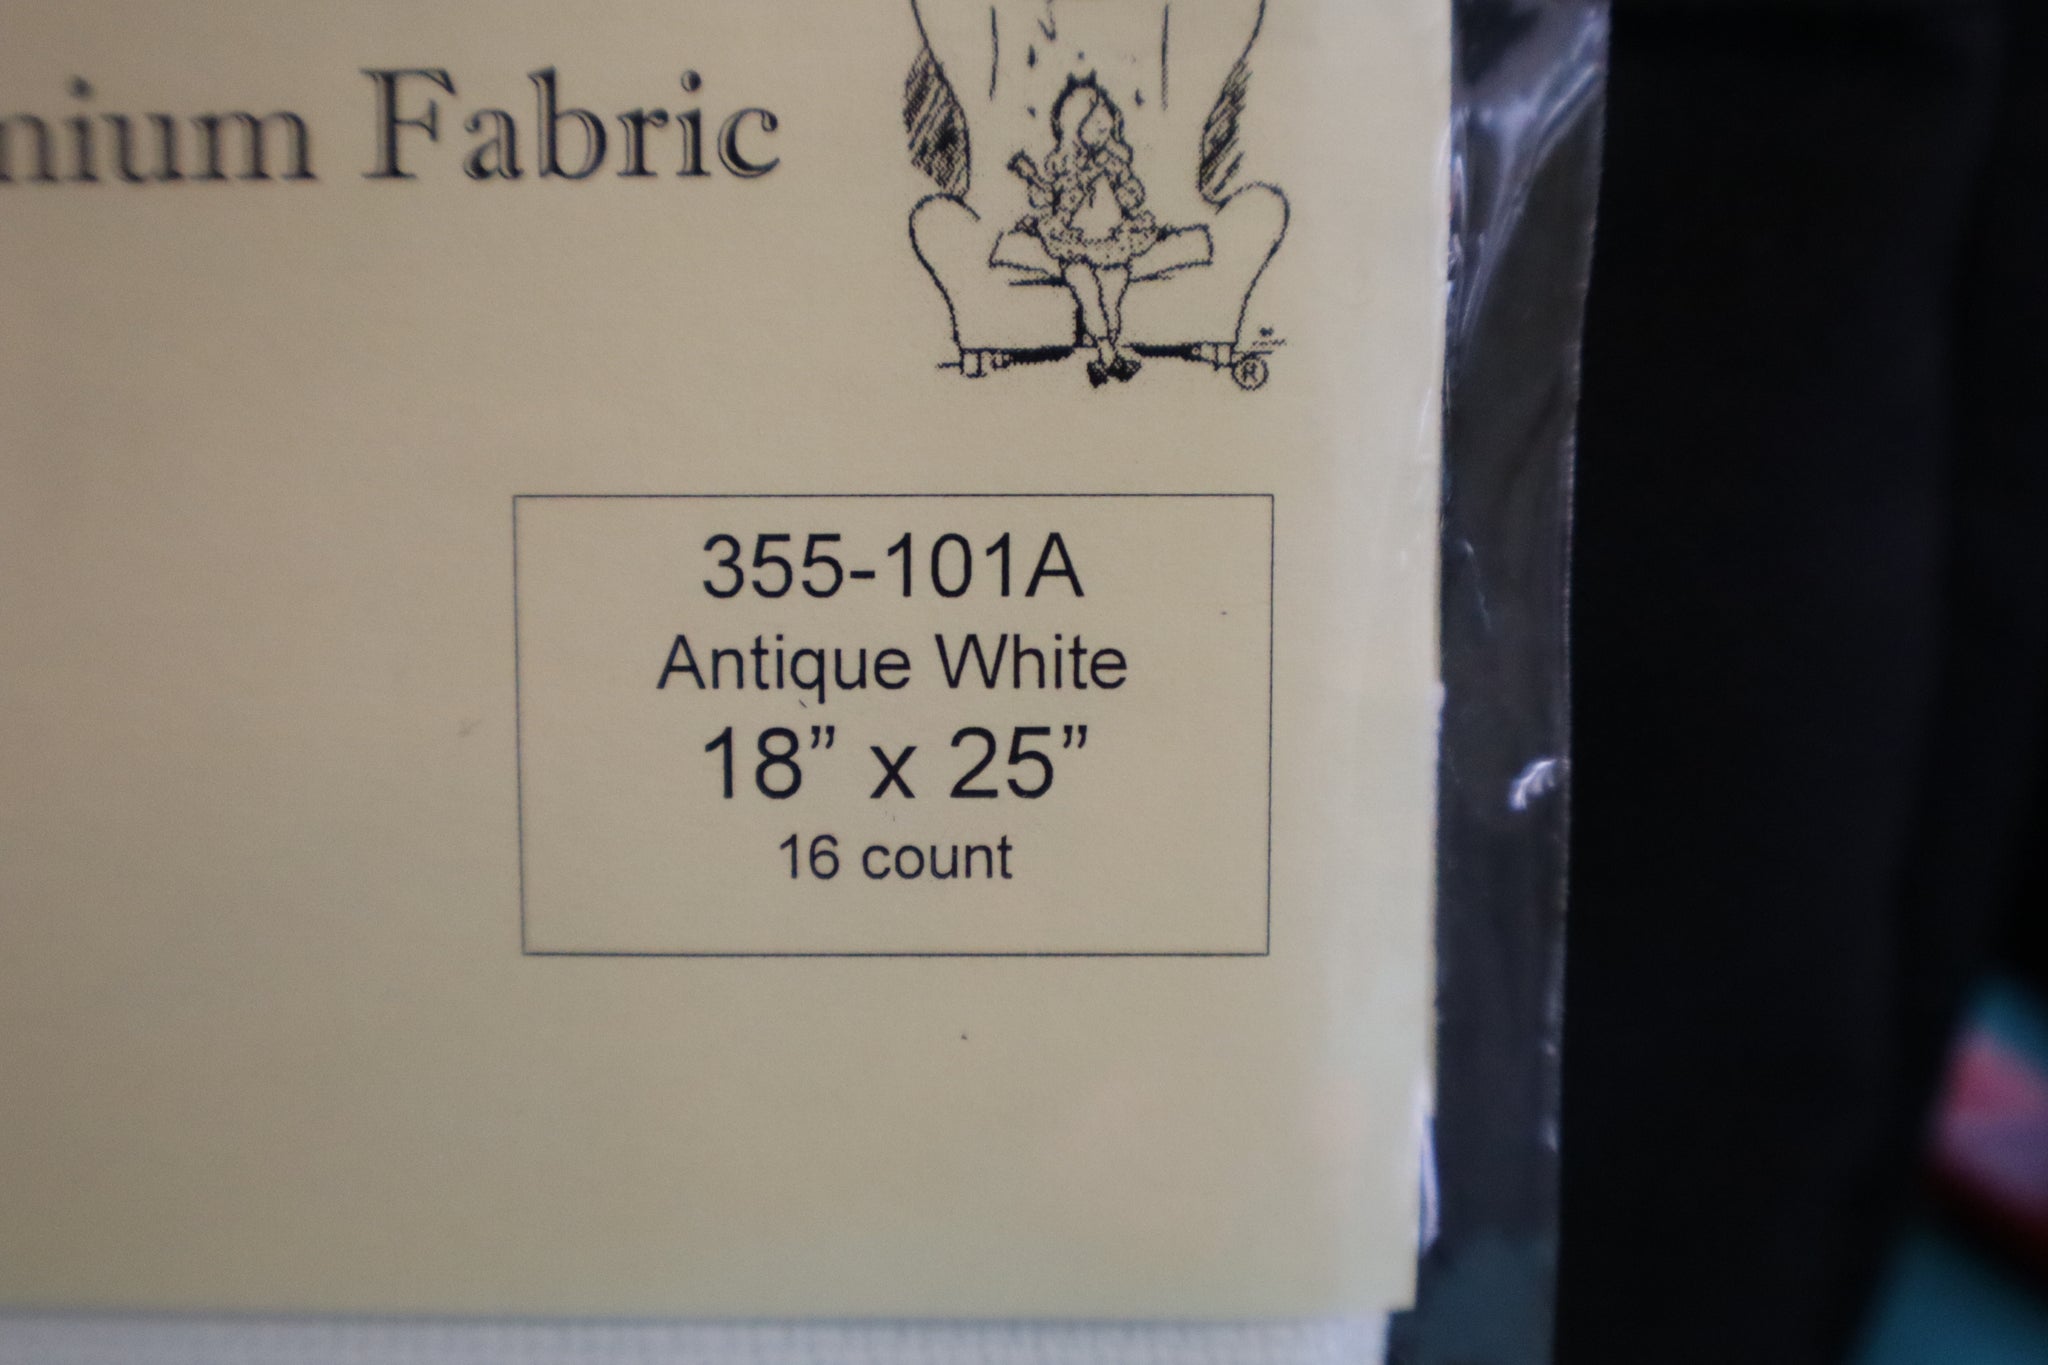 nium Fabric
®
355-101A
Antique White
18” x 25”
16 count